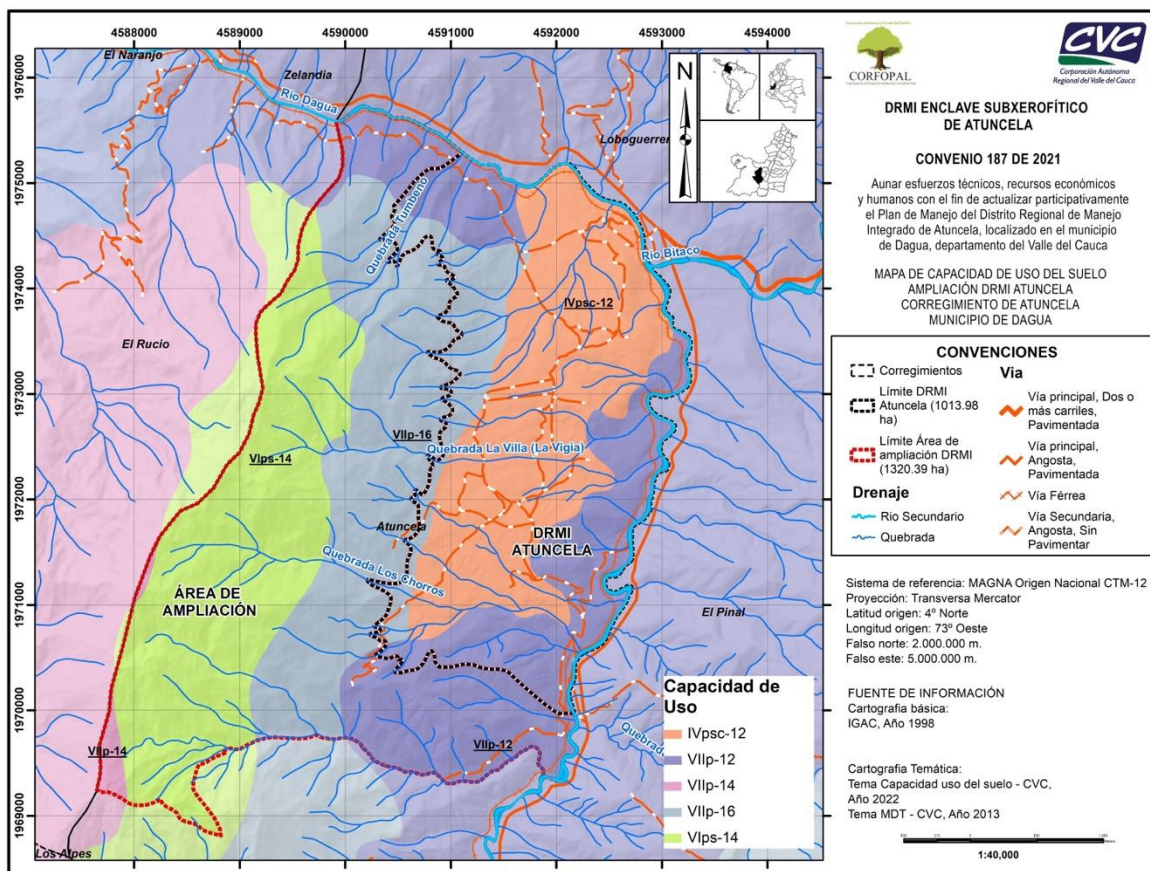 4588000 4589000 4590000 4591000 4592000 4593000 4594000
1976000
1975000
1974000
1973000
1972000
1971000
1970000
1969000
El Naranjo
Zelandia
Rio Dagua
Loboguerrer
Quebrada Tumbeno
Rio Bitaco
IVpsc-12
El Rucio
VIIp-16
VIps-14
Quebrada La Villa (La Vigia)
Atuncela
DRMI
ATUNCELA
Quebrada Los Chorros
ÁREA DE
AMPLIACIÓN
El Pinal
VIIp-14
VIIp-12
Quebrada
Los Alpes
N
Capacidad de
Uso
IVpsc-12
VIIp-12
VIIp-14
VIIp-16
VIps-14
CORFOPAL
CVC
Corporación Autónoma
Regional del Valle del Cauca
DRMI ENCLAVE SUBXEROFÍTICO
DE ATUNCELA
CONVENIO 187 DE 2021
Aunar esfuerzos técnicos, recursos económicos
y humanos con el fin de actualizar participativamente
el Plan de Manejo del Distrito Regional de Manejo
Integrado de Atuncela, localizado en el municipio
de Dagua, departamento del Valle del Cauca
MAPA DE CAPACIDAD DE USO DEL SUELO
AMPLIACIÓN DRMI ATUNCELA
CORREGIMIENTO DE ATUNCELA
MUNICIPIO DE DAGUA
CONVENCIONES
Corregimientos
Límite DRMI
Atuncela (1013.98
ha)
Límite Área de
ampliación DRMI
(1320.39 ha)
Drenaje
Rio Secundario
Quebrada
Via
Vía principal, Dos o
más carriles,
Pavimentada
Vía principal,
Angosta,
Pavimentada
Vía Férrea
Vía Secundaria,
Angosta, Sin
Pavimentar
Sistema de referencia: MAGNA Origen Nacional CTM-12
Proyección: Transversa Mercator
Latitud origen: 4º Norte
Longitud origen: 73º Oeste
Falso norte: 2.000.000 m.
Falso este: 5.000.000 m.
FUENTE DE INFORMACIÓN
Cartografía básica:
IGAC, Año 1998
Cartografia Temática:
Tema Capacidad uso del suelo - CVC,
Año 2022
Tema MDT - CVC, Año 2013
1:40,000